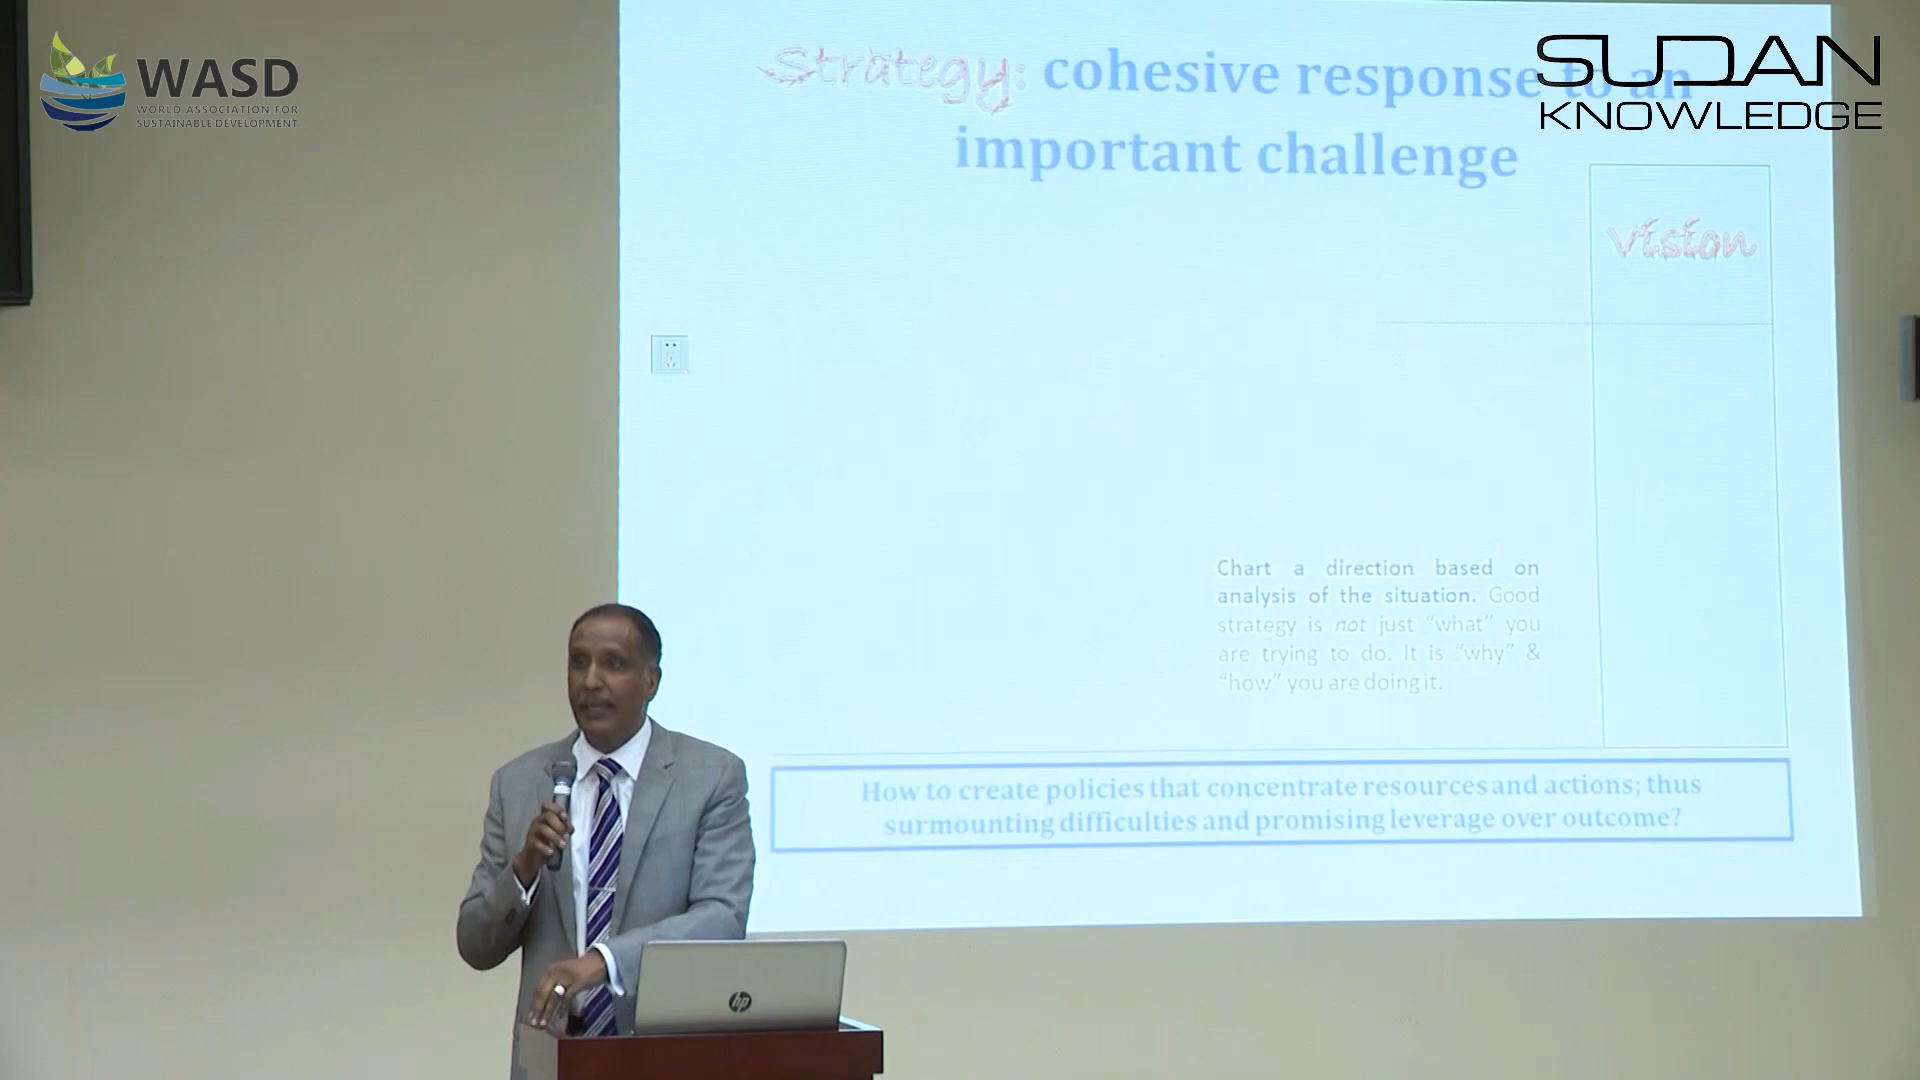 WASD
WORLD ASSOCIATION FOR
SUSTAINABLE DEVELOPMENT
SUDAN
KNOWLEDGE
Strategy: cohesive response to an
important challenge
Vision
Chart a direction based on
analysis of the situation. Good
strategy is not just "what" you
are trying to do. It is "why" &
"how" you are doing it.
How to create policies that concentrate resources and actions; thus
surmounting difficulties and promising leverage over outcome?
hp